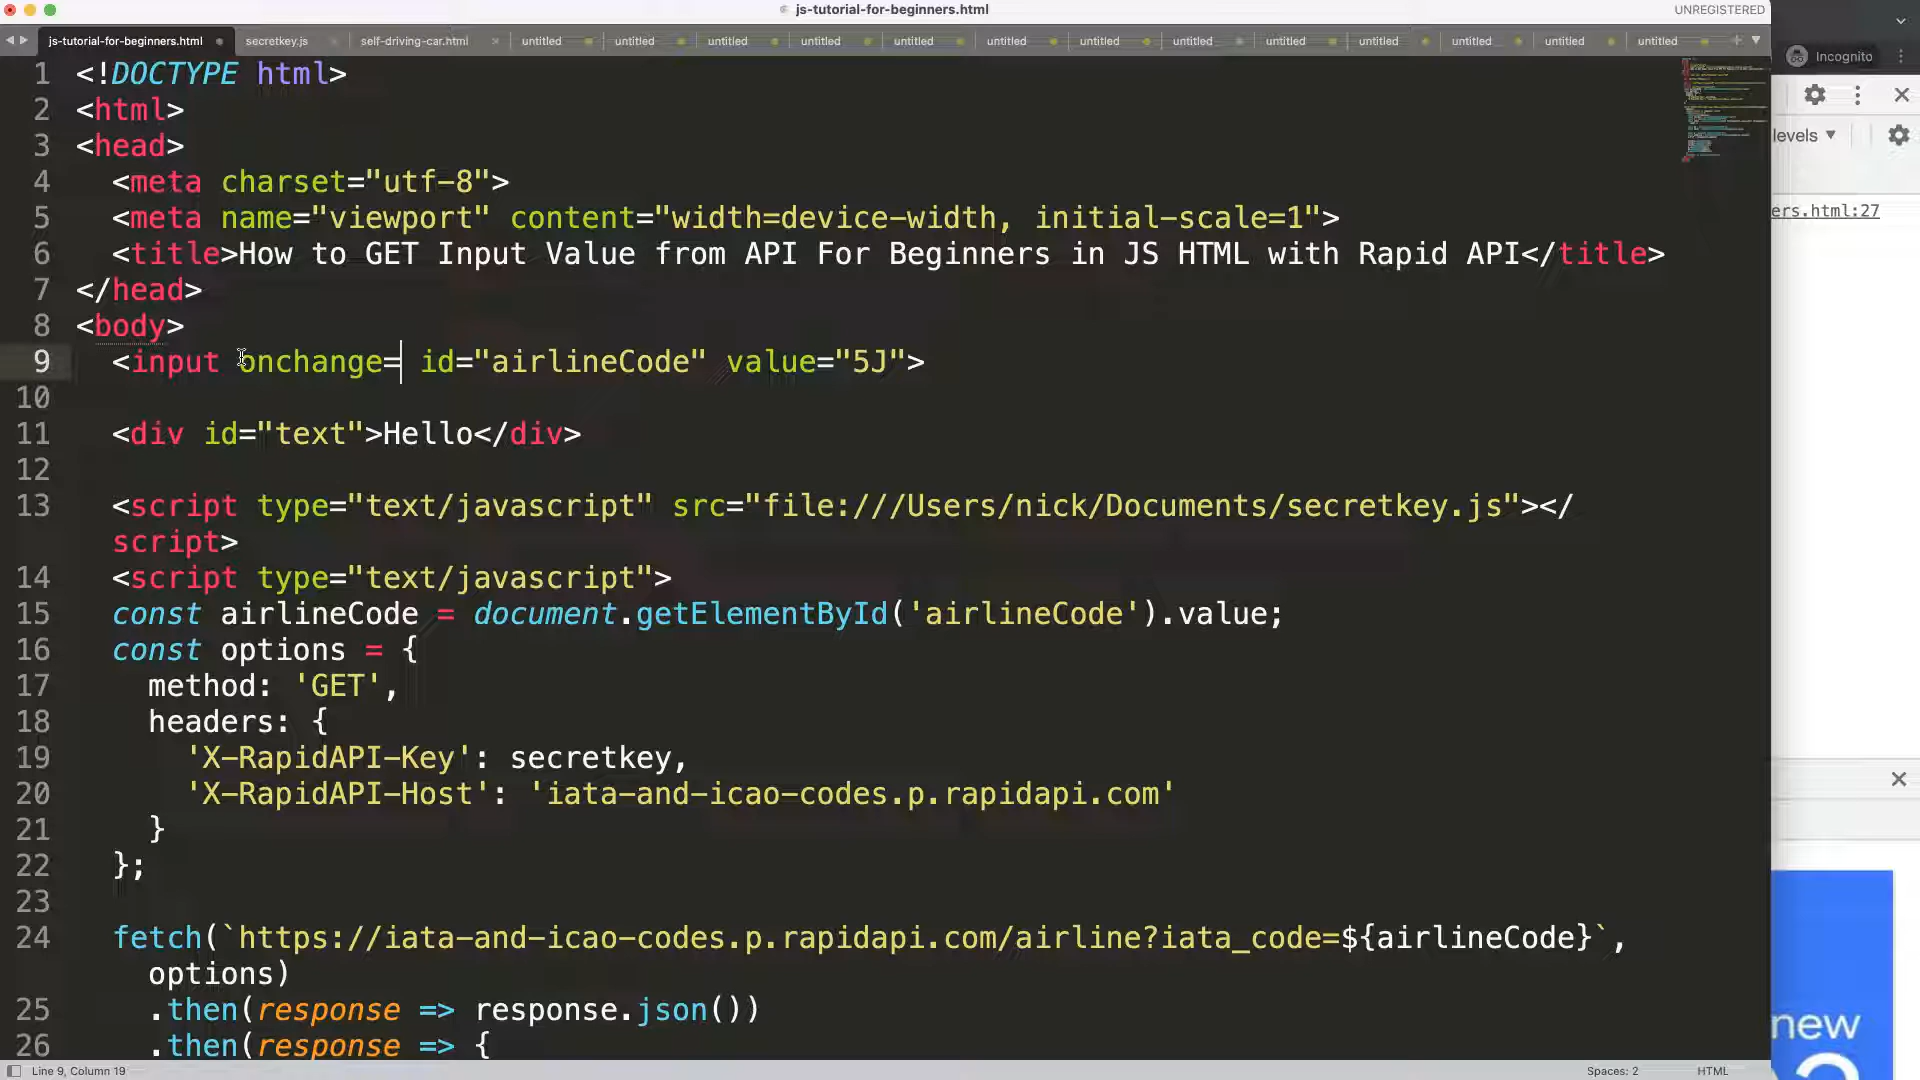 js-tutorial-for-beginners.html
UNREGISTERED
js-tutorial-for-beginners.html secretkey.js self-driving-car.html untitled untitled untitled untitled untitled untitled untitled untitled untitled untitled untitled untitled untitled
Incognito
levels
ers.html:27
1 <!DOCTYPE html>
2 <html>
3 <head>
4 <meta charset="utf-8">
5 <meta name="viewport" content="width=device-width, initial-scale=1">
6 <title>How to GET Input Value from API For Beginners in JS HTML with Rapid API</title>
7 </head>
8 <body>
9 <input onchange= id="airlineCode" value="5J">
10
11 <div id="text">Hello</div>
12
13 <script type="text/javascript" src="file:///Users/nick/Documents/secretkey.js"></
script>
14 <script type="text/javascript">
15 const airlineCode = document.getElementById('airlineCode').value;
16 const options = {
17 method: 'GET',
18 headers: {
19 'X-RapidAPI-Key': secretkey,
20 'X-RapidAPI-Host': 'iata-and-icao-codes.p.rapidapi.com'
21 }
22 };
23
24 fetch(`https://iata-and-icao-codes.p.rapidapi.com/airline?iata_code=${airlineCode}`,
options)
25 .then(response => response.json())
26 .then(response => {
new
Line 9, Column 19
Spaces: 2
HTML